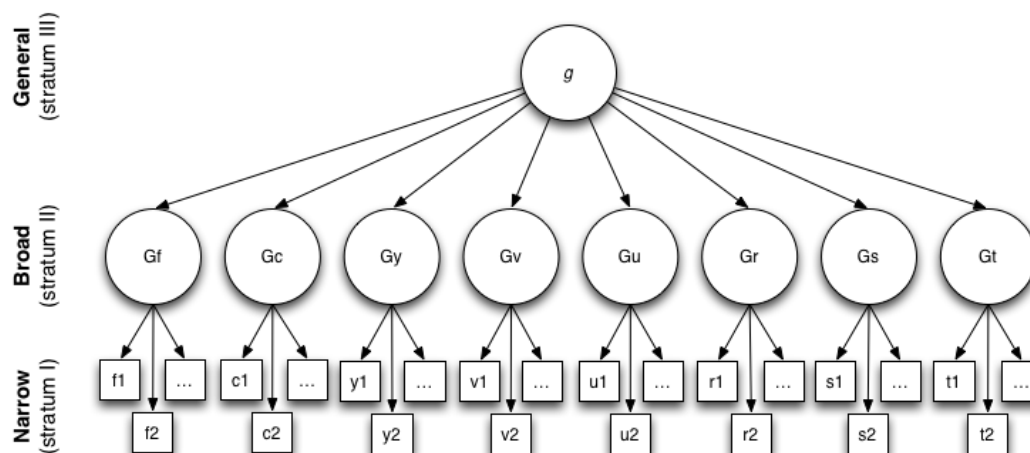 General
(stratum III)
g
Broad
(stratum II)
Gf Gc Gy Gv Gu Gr Gs Gt
Narrow
(stratum I)
f1 ... c1 ... y1 ... v1 ... u1 ... r1 ... s1 ... t1 ...
f2 c2 y2 v2 u2 r2 s2 t2